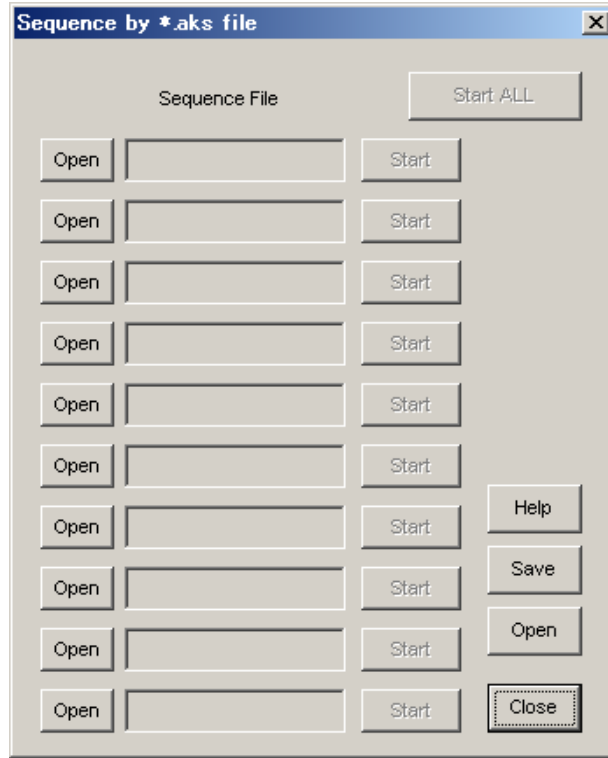 Sequence by *.aks file
Sequence File Start ALL
Open Start
Open Start
Open Start
Open Start
Open Start
Open Start
Open Start Help
Open Start Save
Open Start Open
Open Start Close